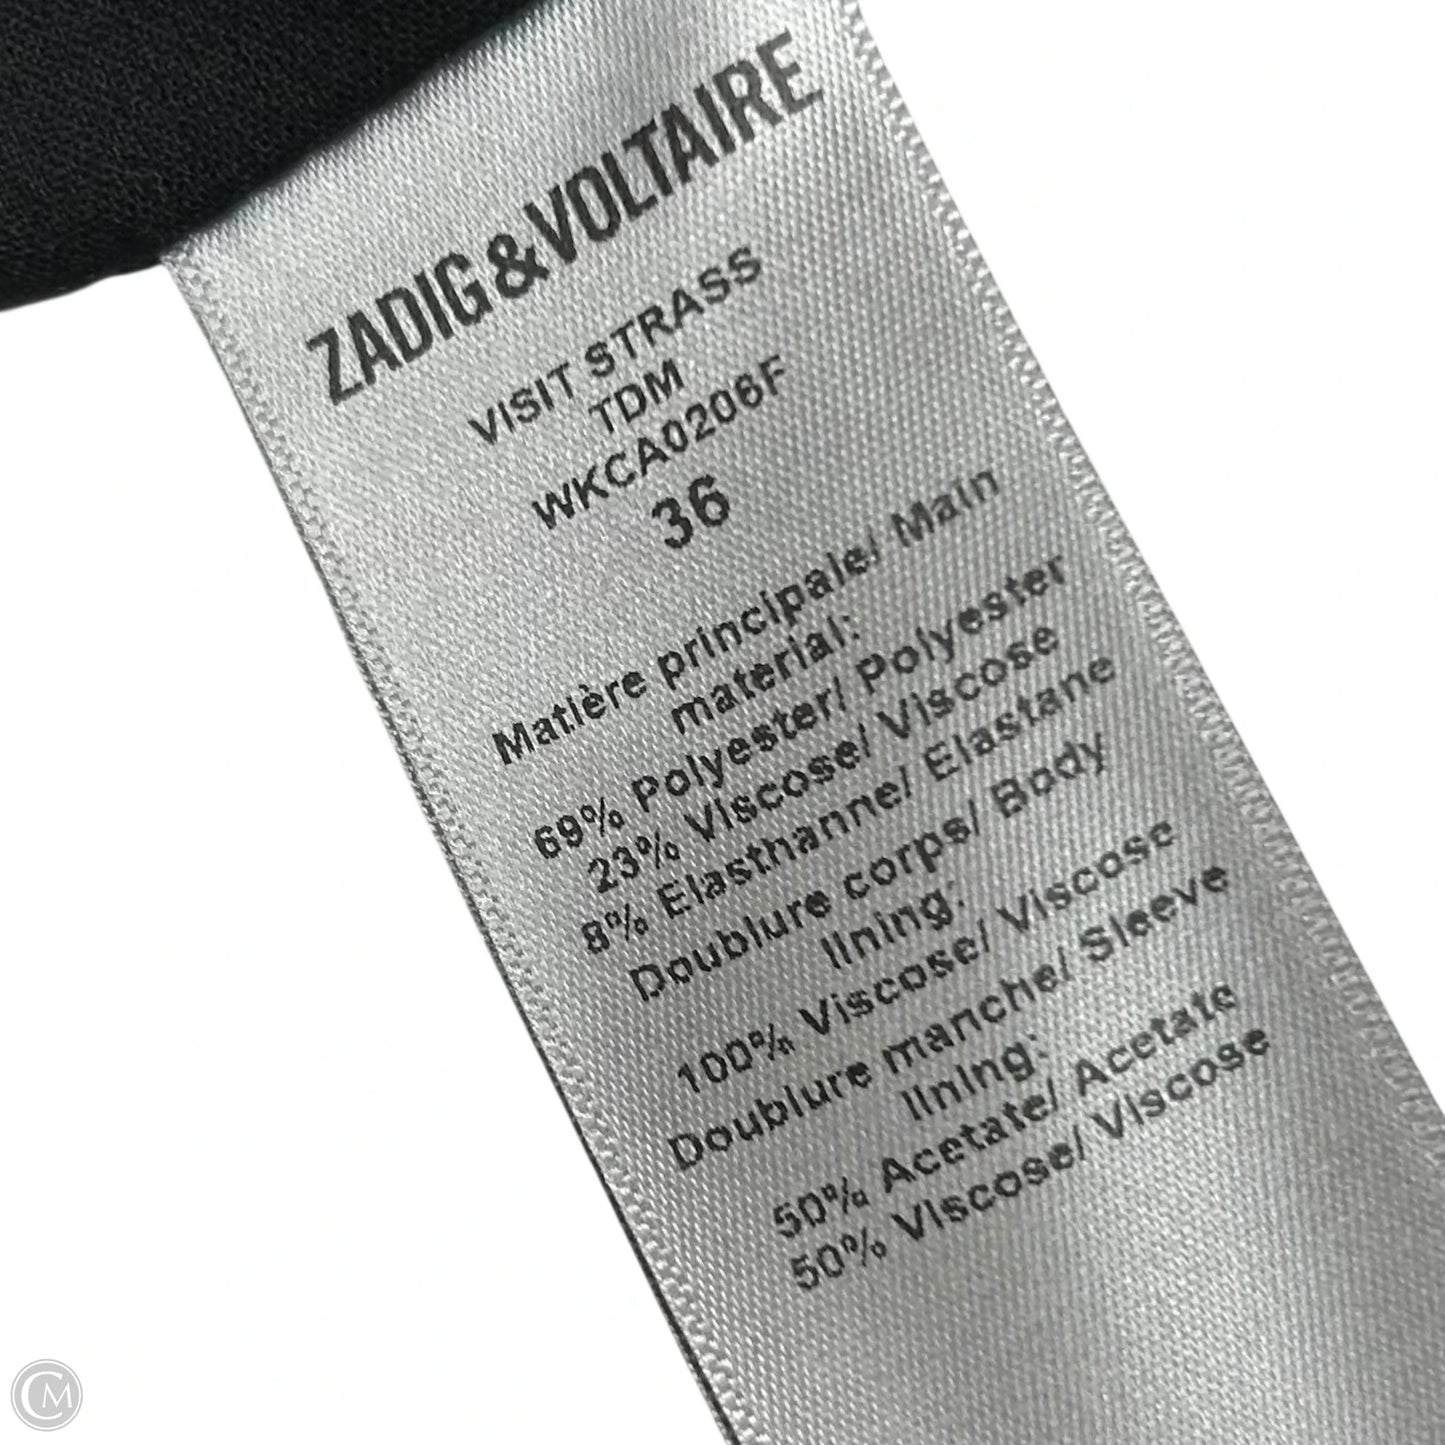 ZADIG&VOLTAIRE
VISIT STRASS
TDM
WKCA0206F
36
Matière principale/ Main
material:
69% Polyester/ Polyester
23% Viscose/ Viscose
8% Elasthanne/ Elastane
Doublure corps/ Body
lining:
100% Viscose/ Viscose
Doublure manche/ Sleeve
lining:
50% Acetate/ Acetate
50% Viscose/ Viscose
CM